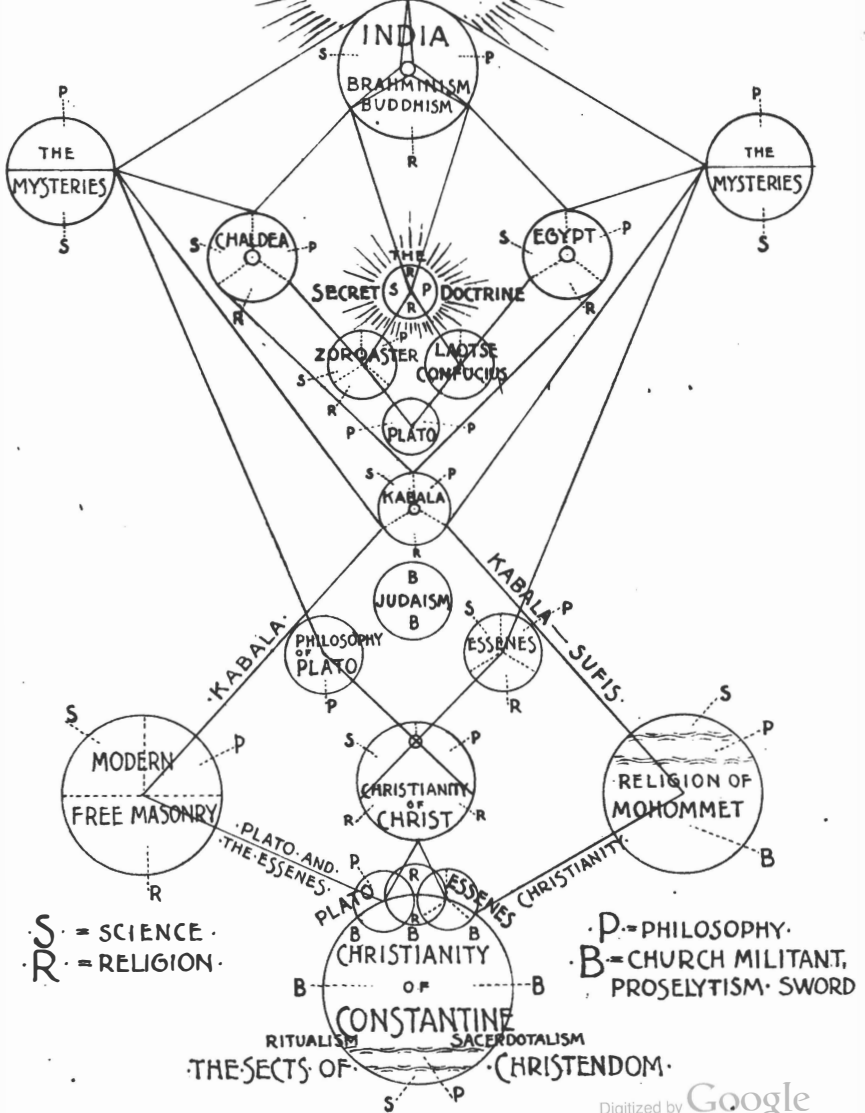 INDIA
S
P
BRAHMINISM
BUDDHISM
R
P
THE
MYSTERIES
S
P
THE
MYSTERIES
S
S
CHALDEA
P
R
S
EGYPT
P
R
THE
R
SECRET
S
P
DOCTRINE
R
P
ZOROASTER
S
R
LAOTSE
CONFUCIUS
P
PLATO
P
S
P
KABALA
R
B
JUDAISM
B
·KABALA·
KABALA—SUFIS·
PHILOSOPHY
OF
PLATO
P
S
P
ESSENES
R
S
MODERN
P
FREE MASONRY
R
S
P
CHRISTIANITY
OF
CHRIST
R
R
S
P
RELIGION OF
MOHOMMET
B
·PLATO AND·
THE ESSENES·
CHRISTIANITY·
P
PLATO
R
ESSENES
R
B
B
B
CHRISTIANITY
B
OF
B
CONSTANTINE
RITUALISM
SACERDOTALISM
·THE·SECTS OF·
·CHRISTENDOM·
S
P
·S· = SCIENCE·
·R· = RELIGION·
·P·=PHILOSOPHY·
·B·=CHURCH MILITANT,
PROSELYTISM· SWORD
Digitized by Google